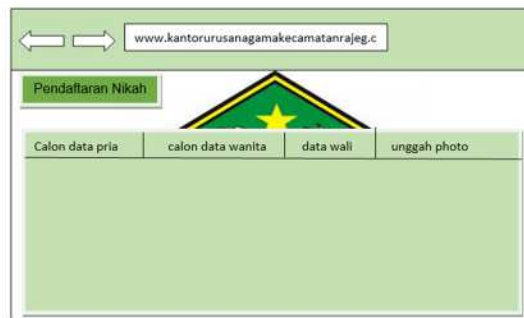 www.kantorurusanagamakecamatanrajeg.c
Pendaftaran Nikah
Calon data pria calon data wanita data wali unggah photo